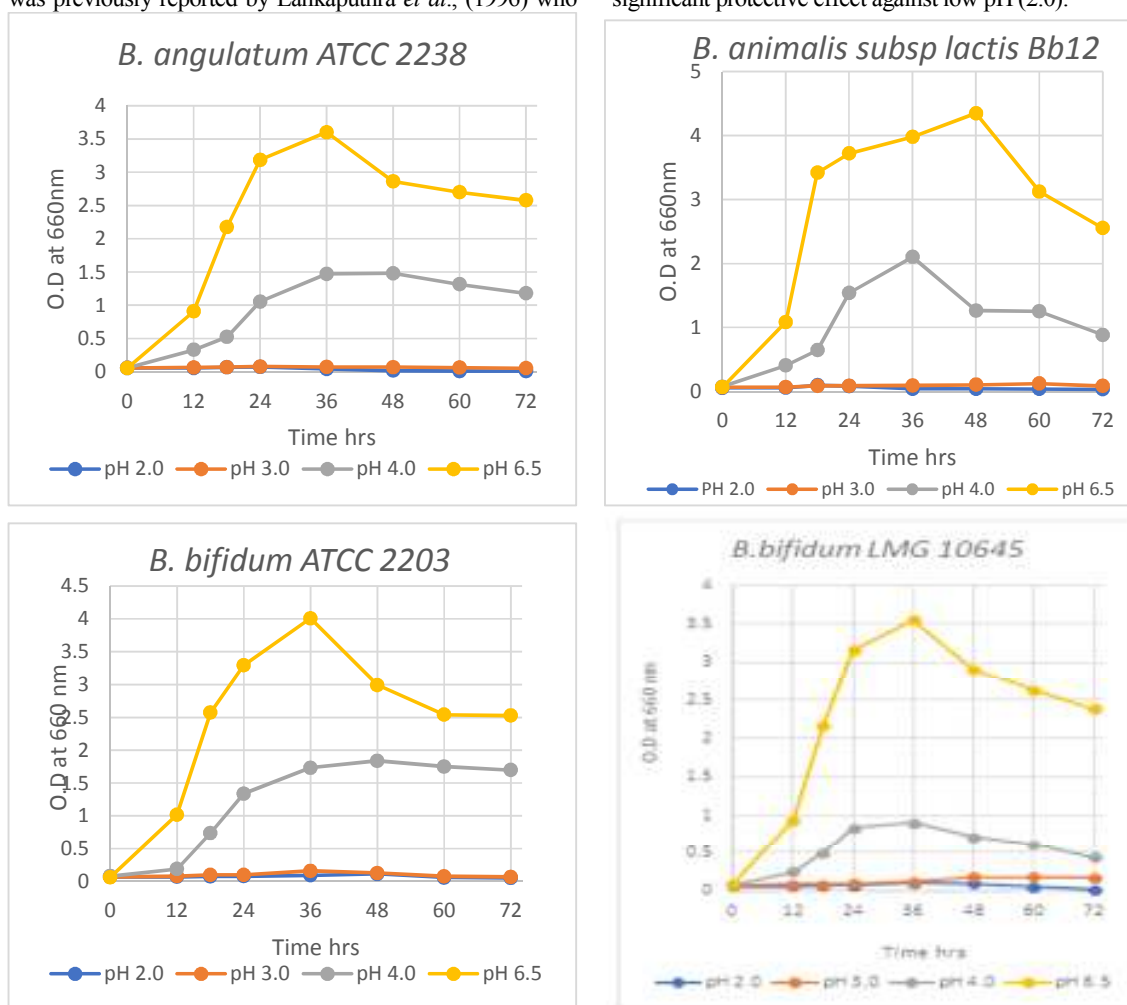 was previously reported by Lankaputhra et al., (1996) who
significant protective effect against low pH (2.0).
B. angulatum ATCC 2238
O.D at 660nm
4
3.5
3
2.5
2
1.5
1
0.5
0
0 12 24 36 48 60 72
Time hrs
pH 2.0 pH 3.0 pH 4.0 pH 6.5
B. animalis subsp lactis Bb12
O.D at 660nm
5
4
3
2
1
0
0 12 24 36 48 60 72
Time hrs
PH 2.0 pH 3.0 pH 4.0 pH 6.5
B. bifidum ATCC 2203
O.D at 660 nm
4.5
4
3.5
3
2.5
2
1.5
1
0.5
0
0 12 24 36 48 60 72
Time hrs
pH 2.0 pH 3.0 pH 4.0 pH 6.5
B.bifidum LMG 10645
O.D at 660 nm
4
3.5
3
2.5
2
1.5
1
0.5
0
0 12 24 36 48 60 72
Time hrs
pH 2.0 pH 3.0 pH 4.0 pH 6.5